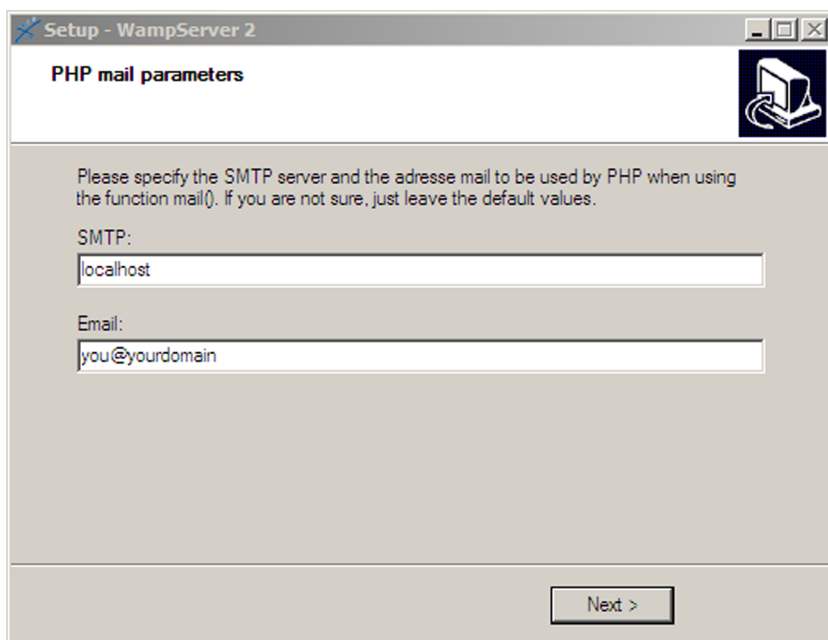 Setup - WampServer 2
PHP mail parameters
Please specify the SMTP server and the adresse mail to be used by PHP when using
the function mail(). If you are not sure, just leave the default values.
SMTP:
localhost
Email:
you@yourdomain
Next >